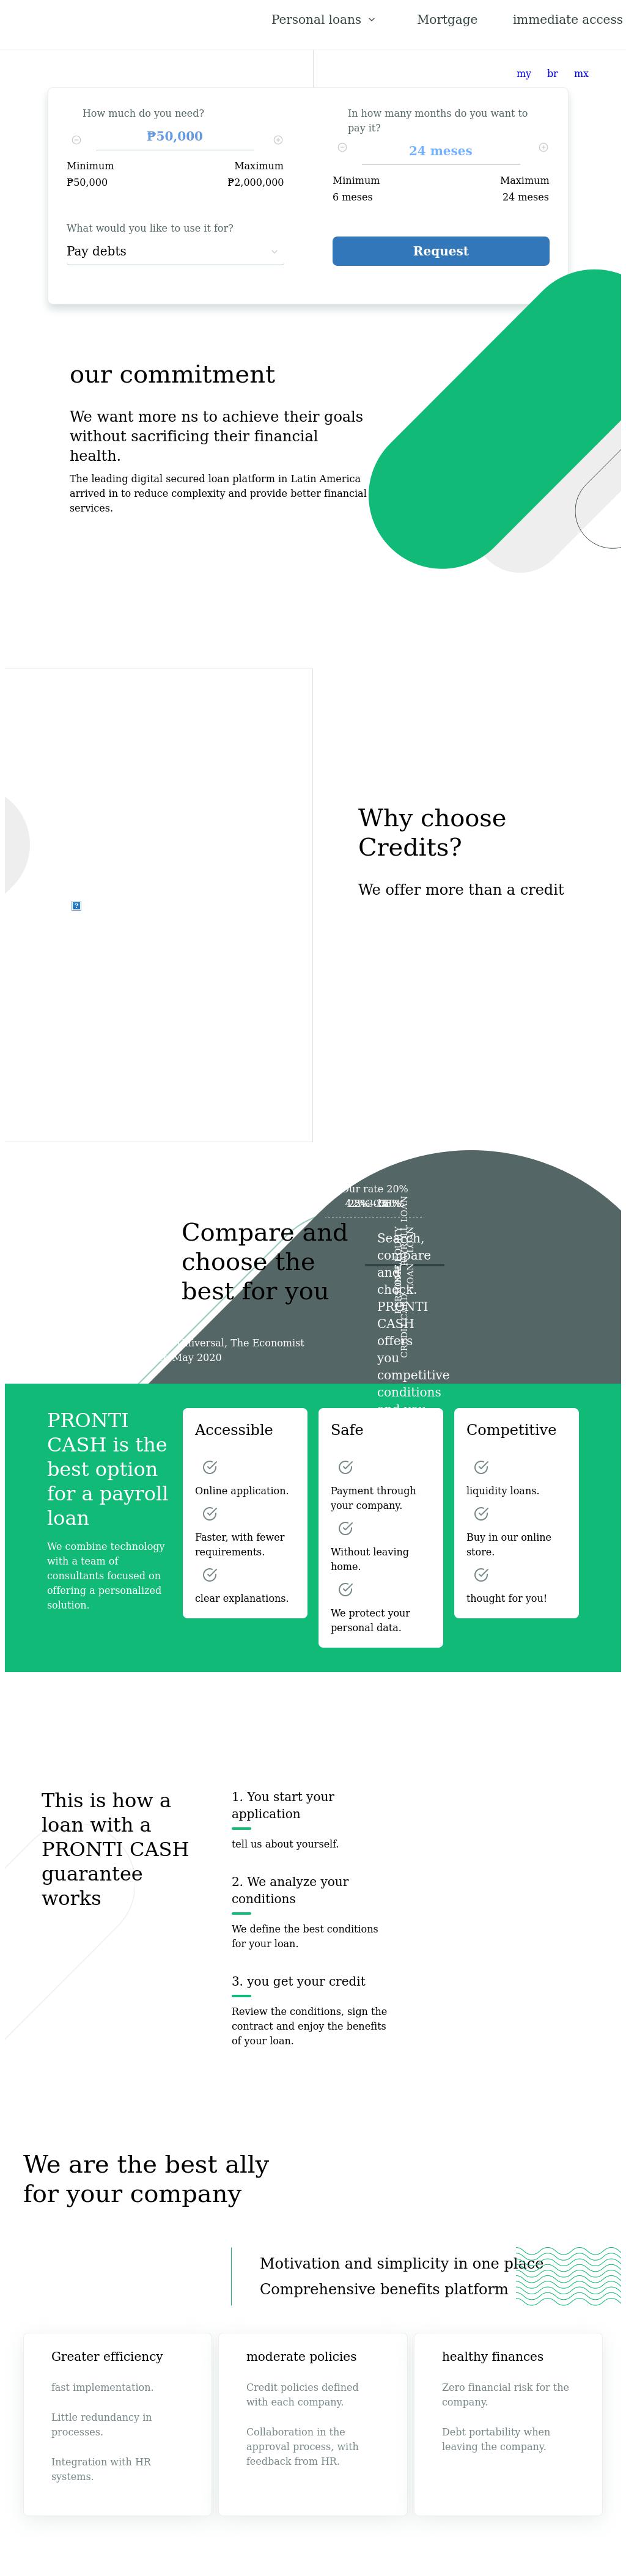 Personal loans
Mortgage
immediate access
my
br
mx
How much do you need?
₱50,000
Minimum
Maximum
₱50,000
₱2,000,000
In how many months do you want to
pay it?
24 meses
Minimum
Maximum
6 meses
24 meses
What would you like to use it for?
Pay debts
Request
our commitment
We want more ns to achieve their goals
without sacrificing their financial
health.
The leading digital secured loan platform in Latin America
arrived in to reduce complexity and provide better financial
services.
Why choose
Credits?
We offer more than a credit
our rate 20%
Compare and
choose the
best for you
Search,
compare
and
check.
PRONTI
CASH
offers
you
competitive
conditions
LOAN
The Economist
May 2020
PRONTI
CASH is the
best option
for a payroll
loan
We combine technology
with a team of
consultants focused on
offering a personalized
solution.
Accessible
Online application.
Faster, with fewer
requirements.
clear explanations.
Safe
Payment through
your company.
Without leaving
home.
We protect your
personal data.
Competitive
liquidity loans.
Buy in our online
store.
thought for you!
This is how a
loan with a
PRONTI CASH
guarantee
works
1. You start your
application
tell us about yourself.
2. We analyze your
conditions
We define the best conditions
for your loan.
3. you get your credit
Review the conditions, sign the
contract and enjoy the benefits
of your loan.
We are the best ally
for your company
Motivation and simplicity in one place
Comprehensive benefits platform
Greater efficiency
fast implementation.
Little redundancy in
processes.
Integration with HR
systems.
moderate policies
Credit policies defined
with each company.
Collaboration in the
approval process, with
feedback from HR.
healthy finances
Zero financial risk for the
company.
Debt portability when
leaving the company.